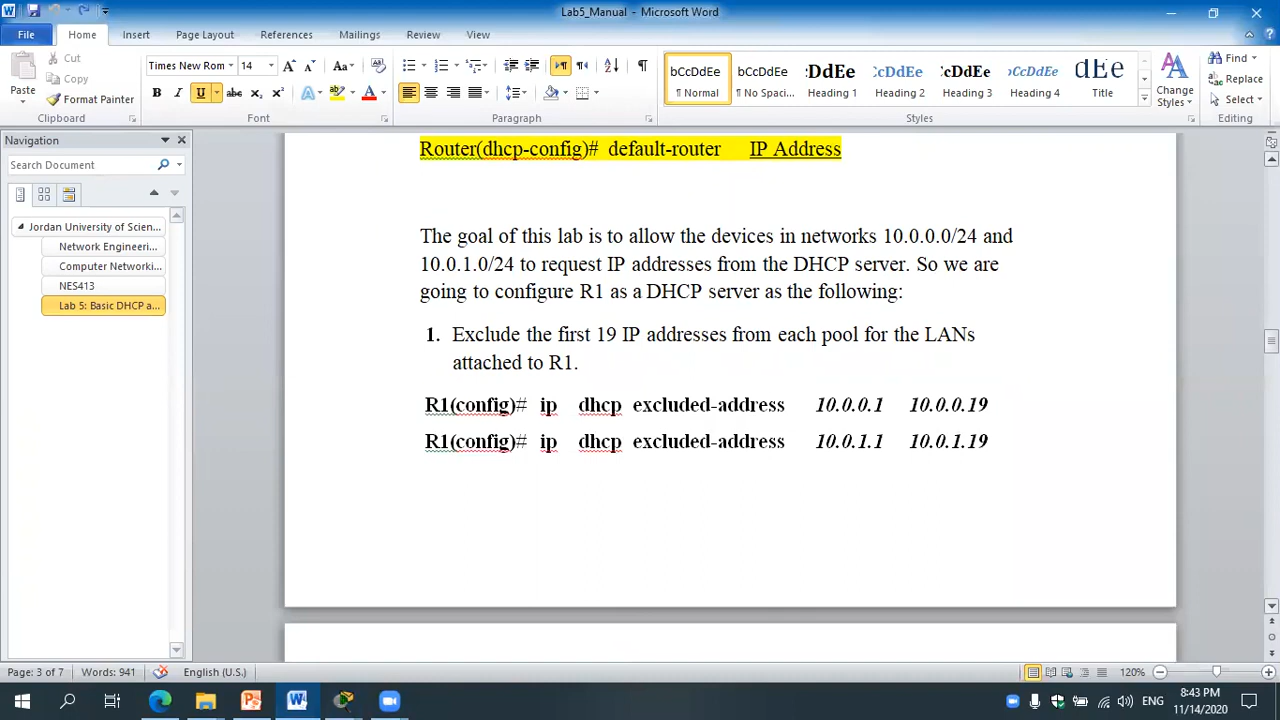 Lab5_Manual - Microsoft Word
File Home Insert Page Layout References Mailings Review View
Paste
Cut
Copy
Format Painter
Clipboard
Times New Rom 14 Aa
B I U abc x₂ x² A A
Font
Paragraph
bCcDdEe
¶ Normal
bCcDdEe
¶ No Spaci...
:DdEe
Heading 1
:CcDdEe
Heading 2
:CcDdEe
Heading 3
bCcDdEe
Heading 4
dEe
Title
Change
Styles
Styles
Find
Replace
Select
Editing
Navigation
Search Document
Jordan University of Scien...
Network Engineeri...
Computer Networki...
NES413
Lab 5: Basic DHCP a...
Router(dhcp-config)# default-router IP Address
The goal of this lab is to allow the devices in networks 10.0.0.0/24 and
10.0.1.0/24 to request IP addresses from the DHCP server. So we are
going to configure R1 as a DHCP server as the following:
1. Exclude the first 19 IP addresses from each pool for the LANs
attached to R1.
R1(config)# ip dhcp excluded-address 10.0.0.1 10.0.0.19
R1(config)# ip dhcp excluded-address 10.0.1.1 10.0.1.19
Page: 3 of 7 Words: 941 English (U.S.) 120%
ENG
8:43 PM
11/14/2020